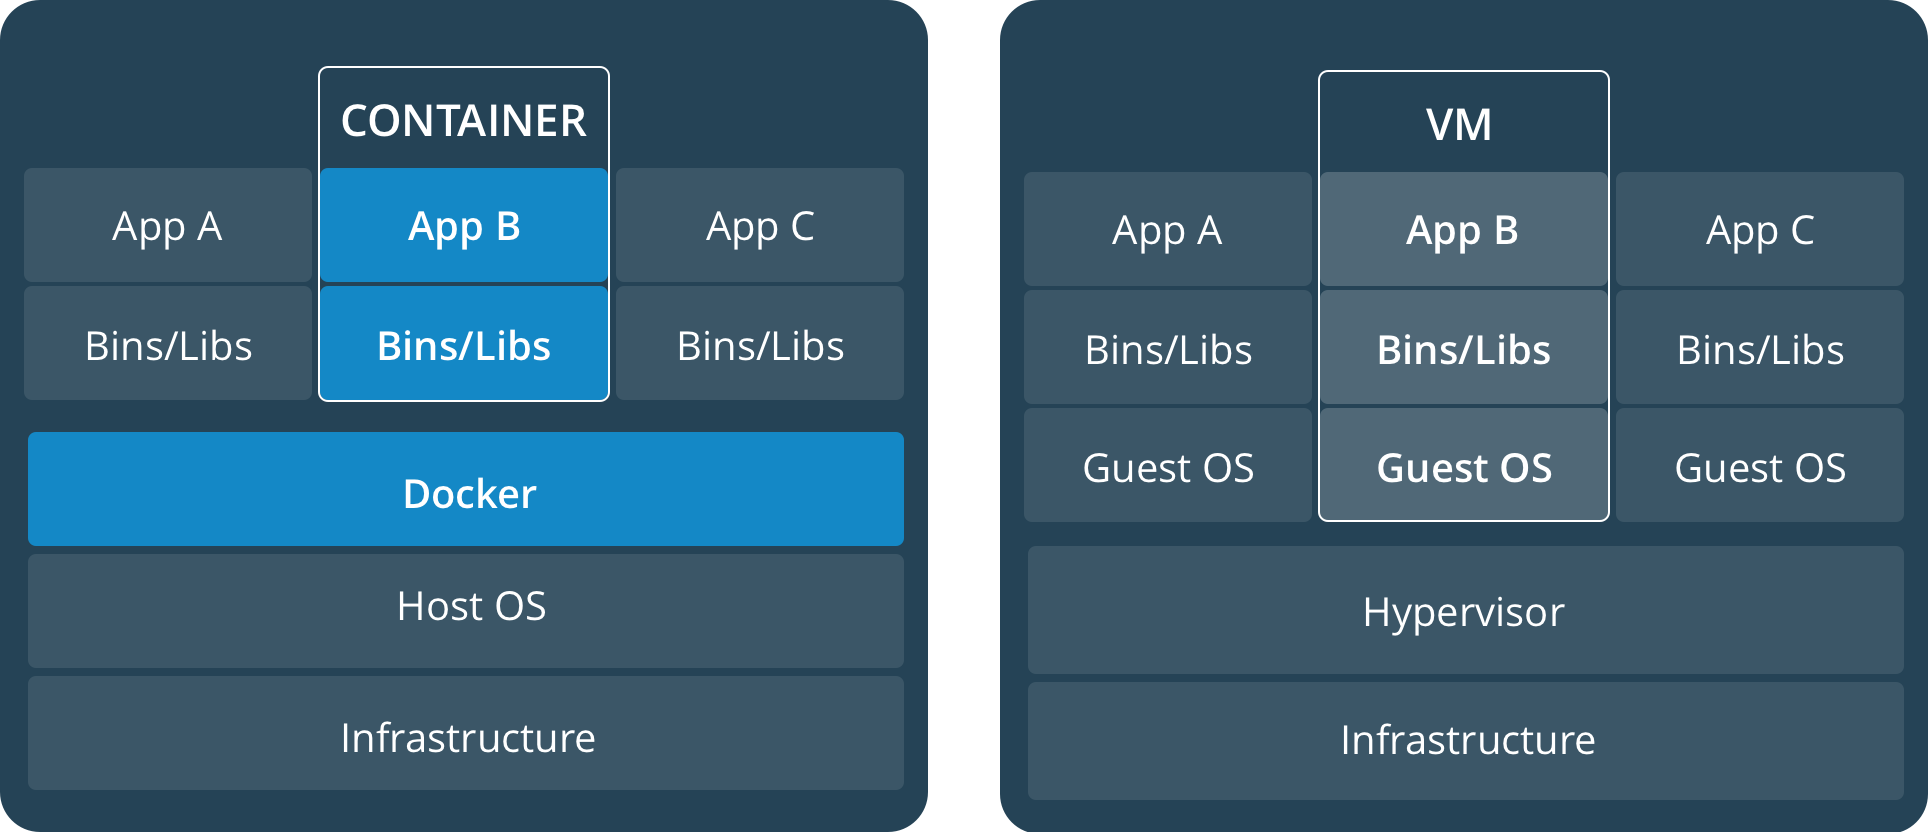 CONTAINER
App A
App B
App C
Bins/Libs
Bins/Libs
Bins/Libs
Docker
Host OS
Infrastructure
VM
App A
App B
App C
Bins/Libs
Bins/Libs
Bins/Libs
Guest OS
Guest OS
Guest OS
Hypervisor
Infrastructure